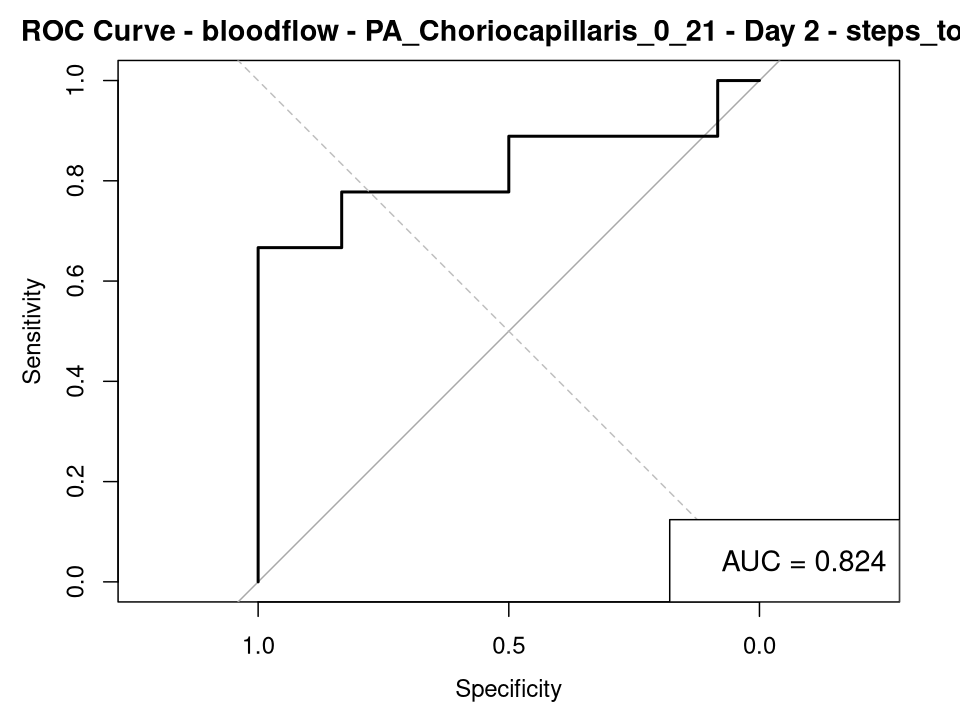 ROC Curve - bloodflow - PA_Choriocapillaris_0_21 - Day 2 - steps_to
1.0
0.8
0.6
0.4
0.2
0.0
Sensitivity
AUC = 0.824
1.0 0.5 0.0
Specificity